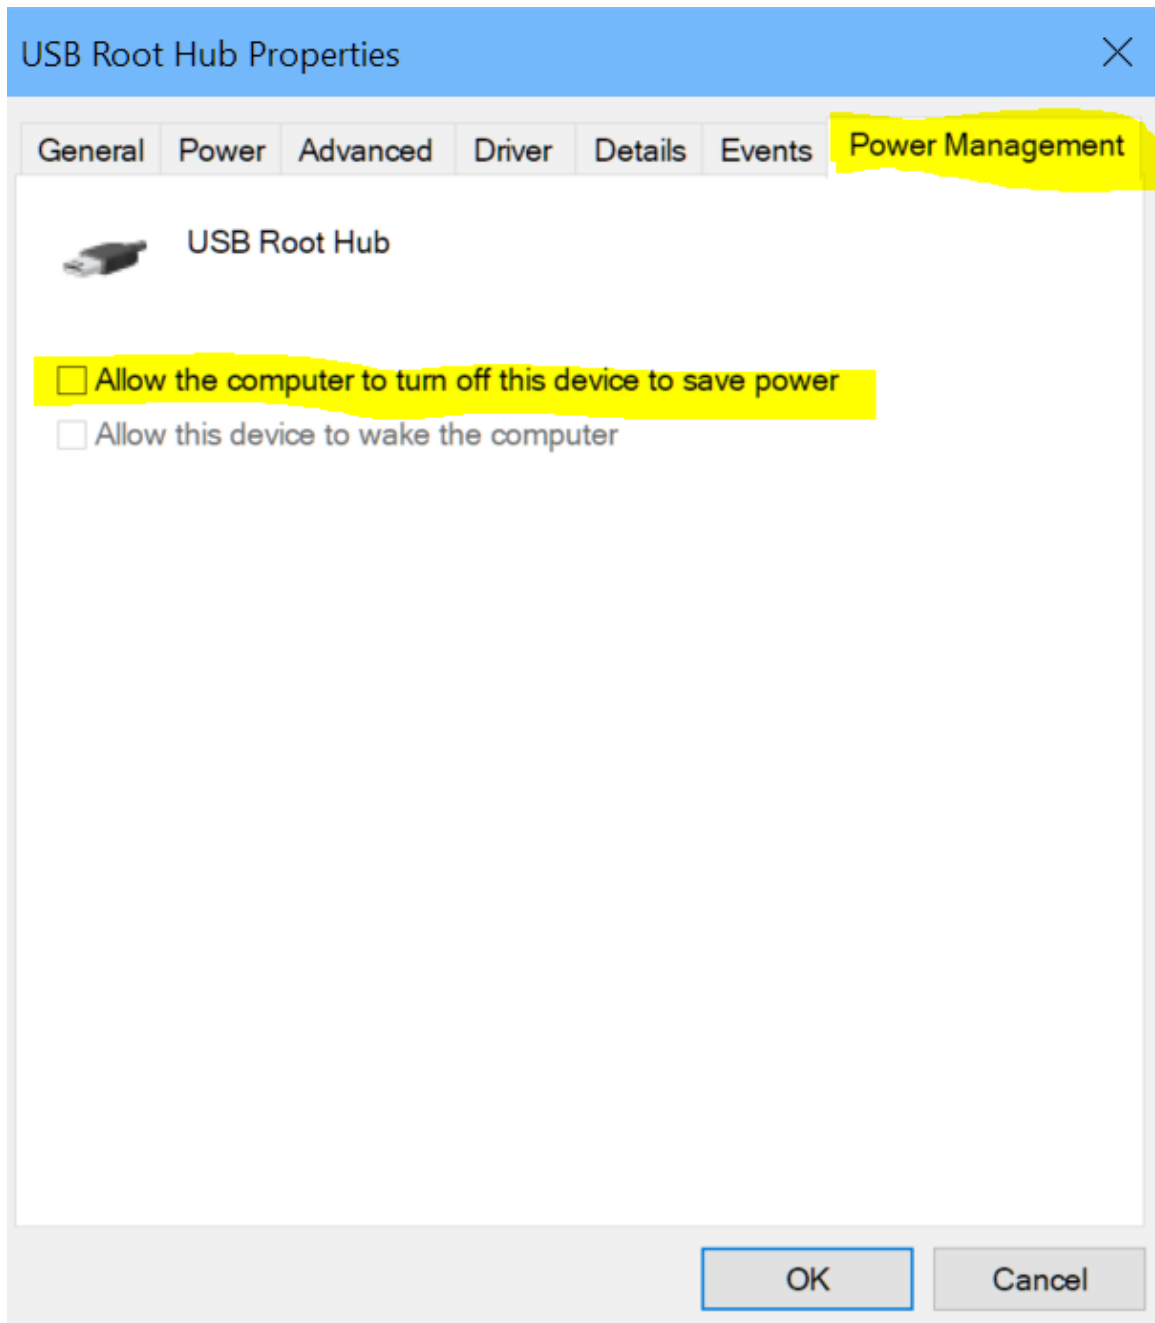 USB Root Hub Properties
General Power Advanced Driver Details Events Power Management
USB Root Hub
Allow the computer to turn off this device to save power
Allow this device to wake the computer
OK Cancel